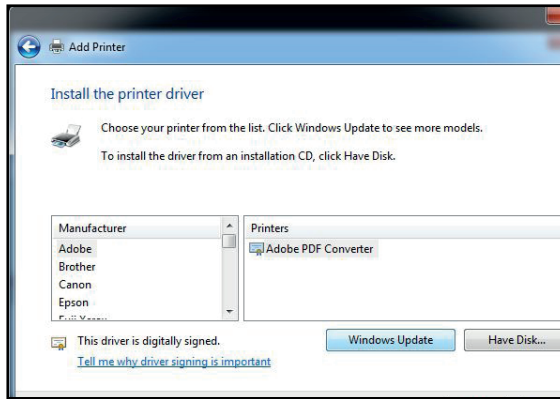 Add Printer
Install the printer driver
Choose your printer from the list. Click Windows Update to see more models.
To install the driver from an installation CD, click Have Disk.
Manufacturer
Adobe
Brother
Canon
Epson
Printers
Adobe PDF Converter
This driver is digitally signed.
Tell me why driver signing is important
Windows Update
Have Disk...